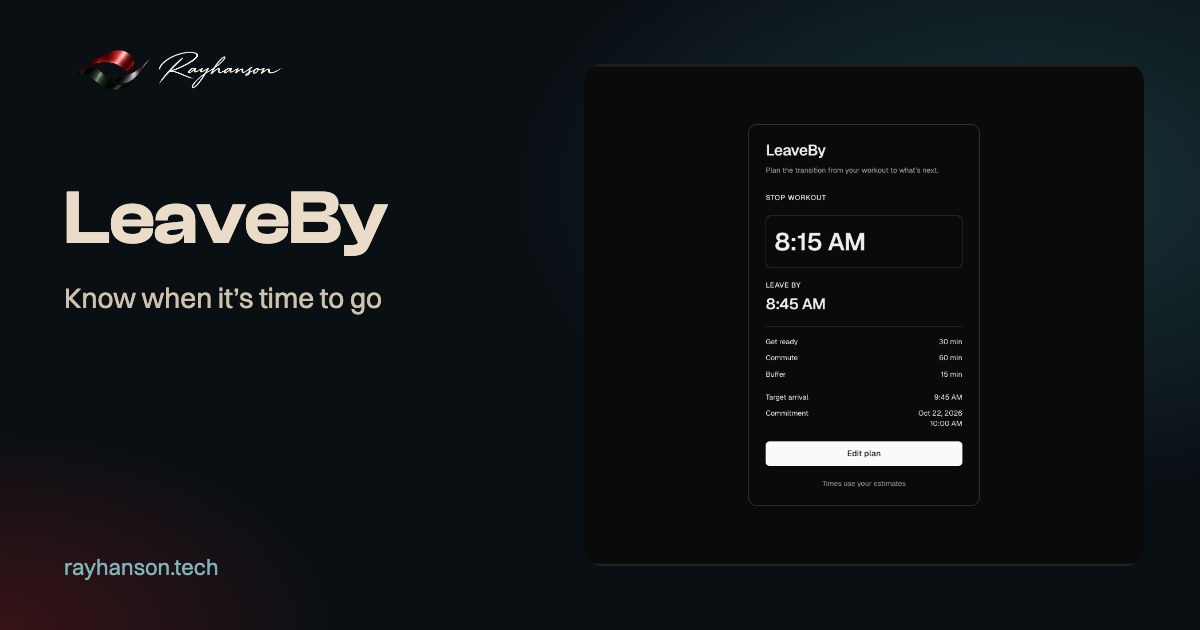 Rayhanson
LeaveBy
Know when it's time to go
rayhanson.tech
LeaveBy
Plan the transition from your workout to what's next.
STOP WORKOUT
8:15 AM
LEAVE BY
8:45 AM
Get ready 30 min
Commute 60 min
Buffer 15 min
Target arrival 9:45 AM
Commitment Oct 22, 2026
10:00 AM
Edit plan
Times use your estimates